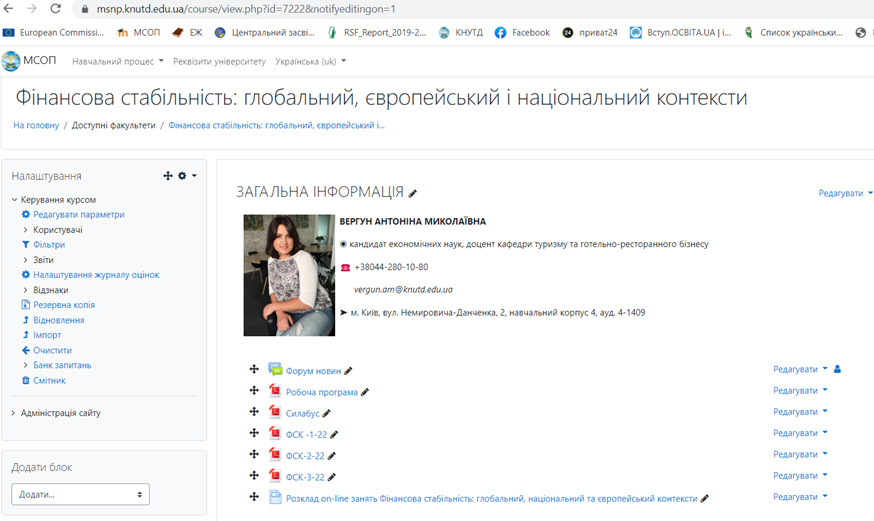 msnp.knutd.edu.ua/course/view.php?id=7222&notifyeditingon=1
European Commissi... МСОП ЕЖ Центральний засві... RSF_Report_2019-2... КНУТД Facebook 24 приват24 Вступ.ОСВІТА.UA | і... Список українськи...
МСОП Навчальний процес Реквізити університету Українська (uk)
Фінансова стабільність: глобальний, європейський і національний контексти
На головну / Доступні факультети / Фінансова стабільність: глобальний, європейський і...
Налаштування
Керування курсом
Редагувати параметри
Користувачі
Фільтри
Звіти
Налаштування журналу оцінок
Відзнаки
Резервна копія
Відновлення
Імпорт
Очистити
Банк запитань
Смітник
Адміністрація сайту
Додати блок
Додати...
ЗАГАЛЬНА ІНФОРМАЦІЯ Редагувати
ВЕРГУН АНТОНІНА МИКОЛАЇВНА
кандидат економічних наук, доцент кафедри туризму та готельно-ресторанного бізнесу
+38044-280-10-80
vergun.am@knutd.edu.ua
м. Київ, вул. Немировича-Данченка, 2, навчальний корпус 4, ауд. 4-1409
Форум новин Редагувати
Робоча програма Редагувати
Силабус Редагувати
ФСК -1-22 Редагувати
ФСК-2-22 Редагувати
ФСК-3-22 Редагувати
Розклад on-line занять Фінансова стабільність: глобальний, національний та європейський контексти Редагувати